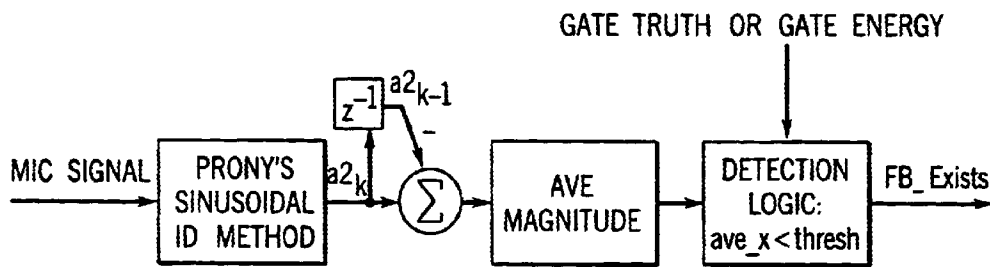 GATE TRUTH OR GATE ENERGY
z⁻¹
a2ₖ₋₁
−
MIC SIGNAL
PRONY'S
SINUSOIDAL
ID METHOD
a2ₖ
Σ
AVE
MAGNITUDE
DETECTION
LOGIC:
ave_x<thresh
FB_Exists